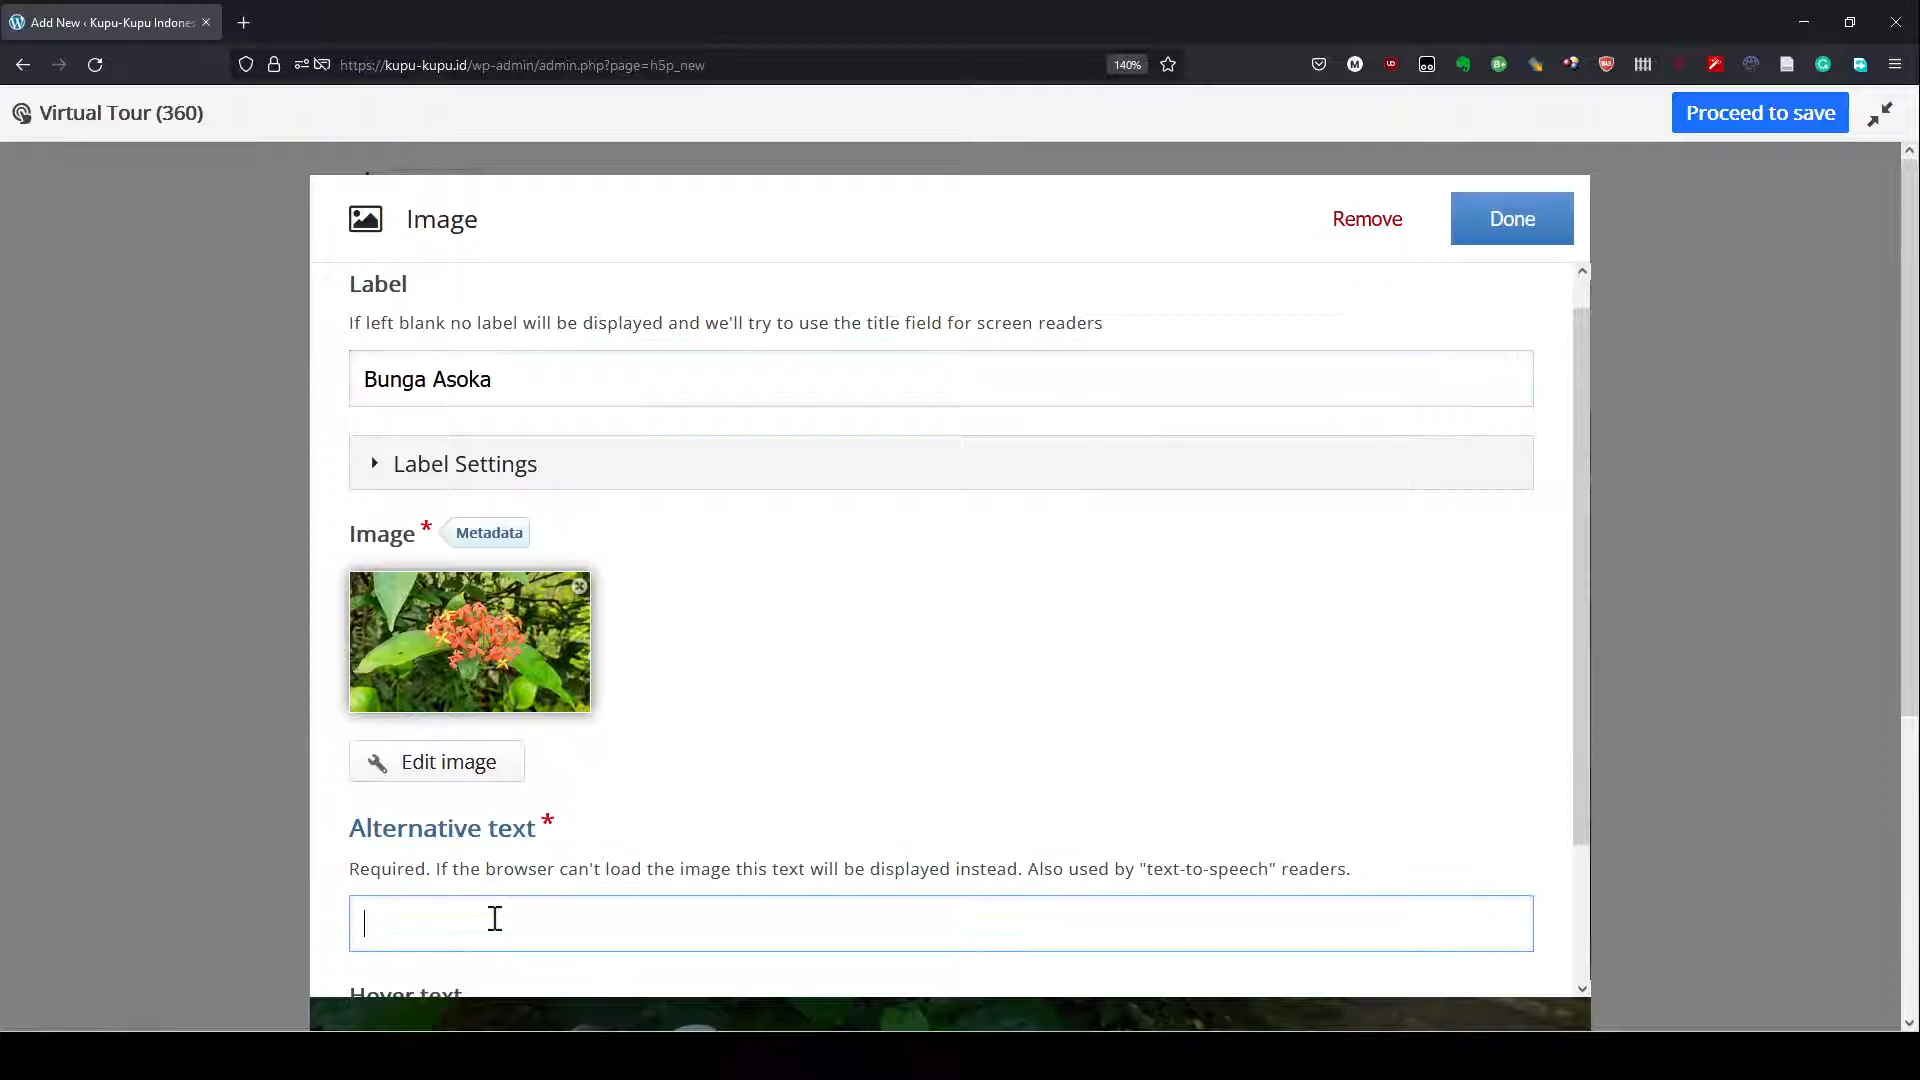 Add New ‹ Kupu-Kupu Indones
https://kupu-kupu.id/wp-admin/admin.php?page=h5p_new
140%
Virtual Tour (360)
Proceed to save
Image
Remove
Done
Label
If left blank no label will be displayed and we'll try to use the title field for screen readers
Bunga Asoka
Label Settings
Image *
Metadata
Edit image
Alternative text *
Required. If the browser can't load the image this text will be displayed instead. Also used by "text-to-speech" readers.
Hover text